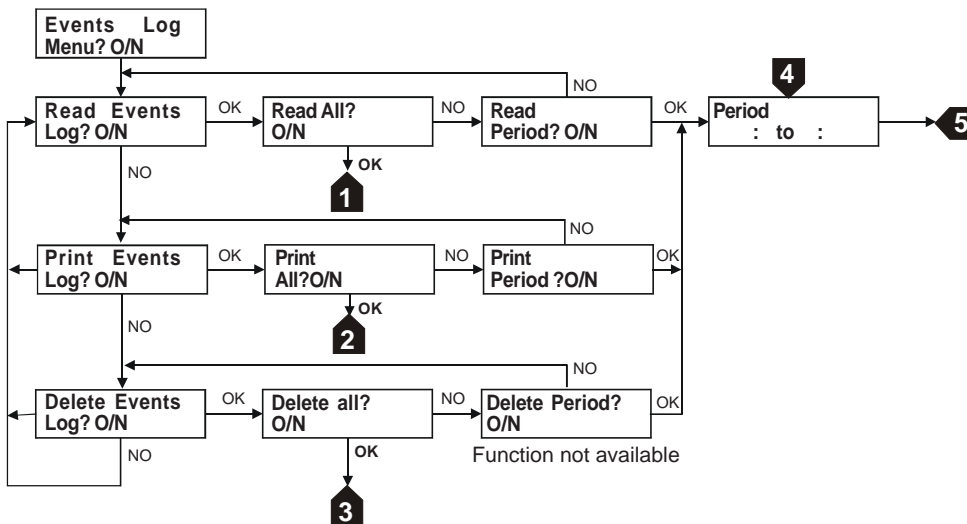 Events Log
Menu? O/N
NO
4
Read Events
Log? O/N
OK
Read All?
O/N
NO
Read
Period? O/N
OK
Period
: to :
5
NO
OK
1
NO
Print Events
Log? O/N
OK
Print
All?O/N
NO
Print
Period ?O/N
OK
NO
OK
2
NO
Delete Events
Log? O/N
OK
Delete all?
O/N
NO
Delete Period?
O/N
OK
NO
OK
Function not available
3